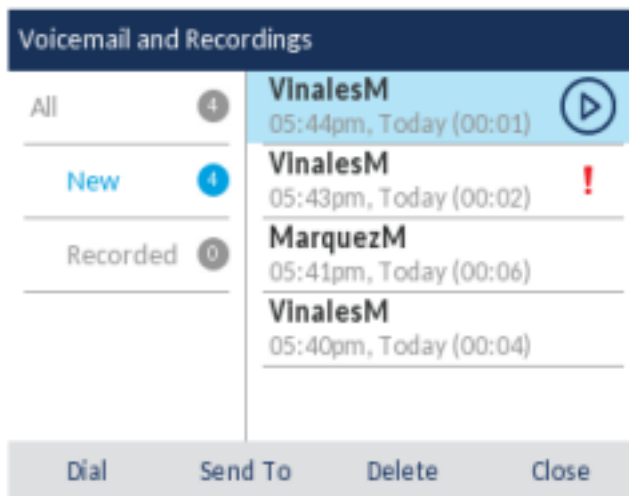 Voicemail and Recordings
All 4
New 4
Recorded 0
VinalesM
05:44pm, Today (00:01)
VinalesM
05:43pm, Today (00:02)
!
MarquezM
05:41pm, Today (00:06)
VinalesM
05:40pm, Today (00:04)
Dial Send To Delete Close